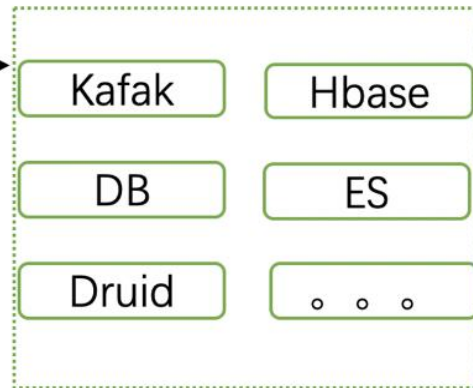 Kafak
Hbase
DB
ES
Druid
。。。